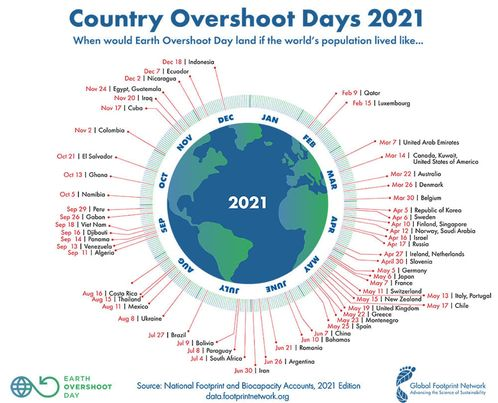 Country Overshoot Days 2021
When would Earth Overshoot Day land if the world's population lived like...
Dec 18 | Indonesia
Dec 7 | Ecuador
Dec 2 | Nicaragua
Nov 24 | Egypt, Guatemala
Nov 20 | Iraq
Nov 17 | Cuba
Nov 2 | Colombia
Oct 21 | El Salvador
Oct 13 | Ghana
Oct 5 | Namibia
Sep 29 | Peru
Sep 26 | Gabon
Sep 18 | Viet Nam
Sep 16 | Djibouti
Sep 14 | Panama
Sep 13 | Venezuela
Sep 11 | Algeria
Aug 16 | Costa Rica
Aug 15 | Thailand
Aug 11 | Mexico
Aug 8 | Ukraine
Jul 27 | Brazil
Jul 9 | Bolivia
Jul 8 | Paraguay
Jul 4 | South Africa
Jun 30 | Iran
Feb 9 | Qatar
Feb 15 | Luxembourg
Mar 7 | United Arab Emirates
Mar 14 | Canada, Kuwait,
United States of America
Mar 22 | Australia
Mar 26 | Denmark
Mar 30 | Belgium
Apr 5 | Republic of Korea
Apr 6 | Sweden
Apr 10 | Finland, Singapore
Apr 12 | Norway, Saudi Arabia
Apr 16 | Israel
Apr 17 | Russia
Apr 27 | Ireland, Netherlands
April 30 | Slovenia
May 5 | Germany
May 6 | Japan
May 7 | France
May 11 | Switzerland
May 13 | Italy, Portugal
May 15 | New Zealand
May 17 | Chile
May 19 | United Kingdom
May 22 | Greece
May 23 | Montenegro
May 25 | Spain
Jun 7 | China
Jun 10 | Bahamas
Jun 21 | Romania
Jun 26 | Argentina
JAN
FEB
MAR
APR
MAY
JUNE
JULY
AUG
SEP
OCT
NOV
DEC
2021
EARTH
OVERSHOOT
DAY
Source: National Footprint and Biocapacity Accounts, 2021 Edition
data.footprintnetwork.org
Global Footprint Network
Advancing the Science of Sustainability